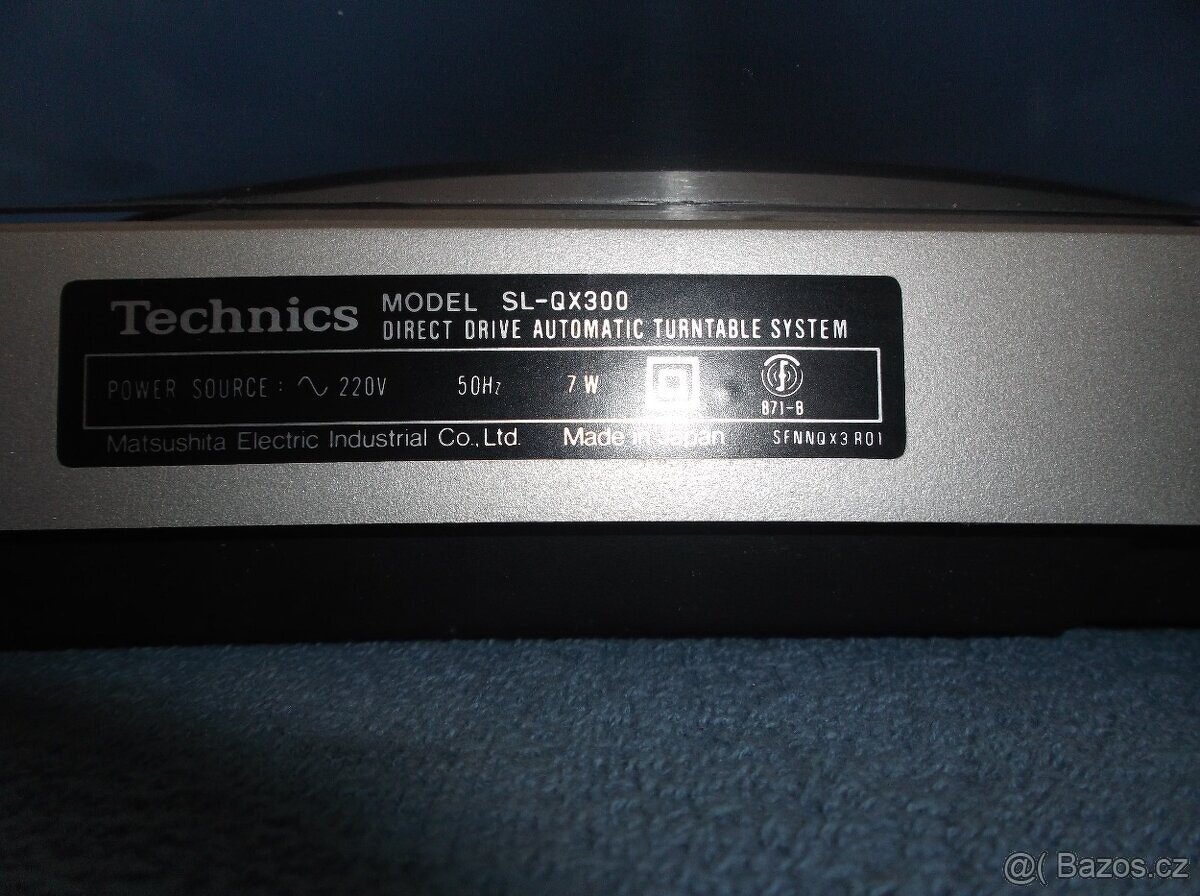 Technics MODEL SL-QX300
DIRECT DRIVE AUTOMATIC TURNTABLE SYSTEM
POWER SOURCE : ∿ 220V 50Hz 7W
871-B
Matsushita Electric Industrial Co., Ltd. Made in Japan SFNNQX3R01
@( Bazos.cz